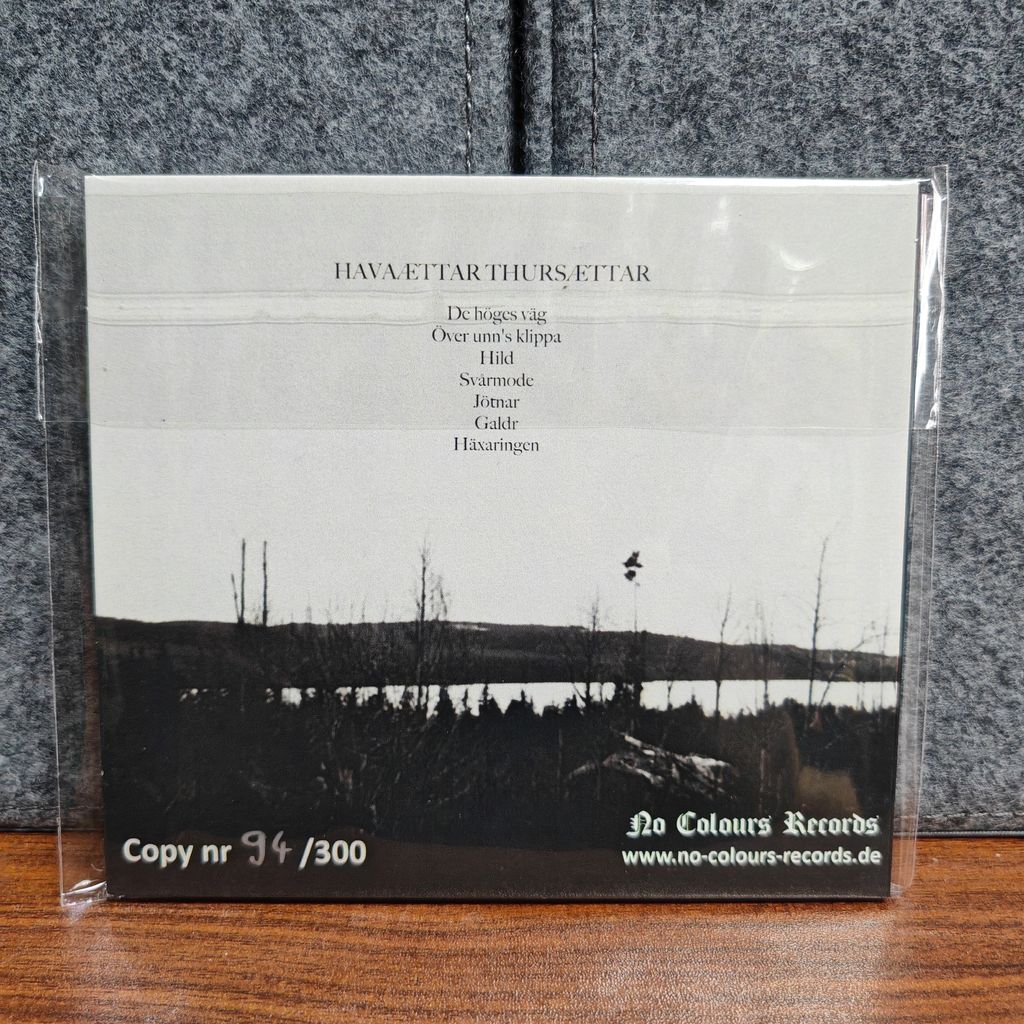 HAVAÆTTAR THURSÆTTAR
De höges väg
Över unn's klippa
Hild
Svårmode
Jötnar
Galdr
Häxaringen
Copy nr 94 /300
No Colours Records
www.no-colours-records.de